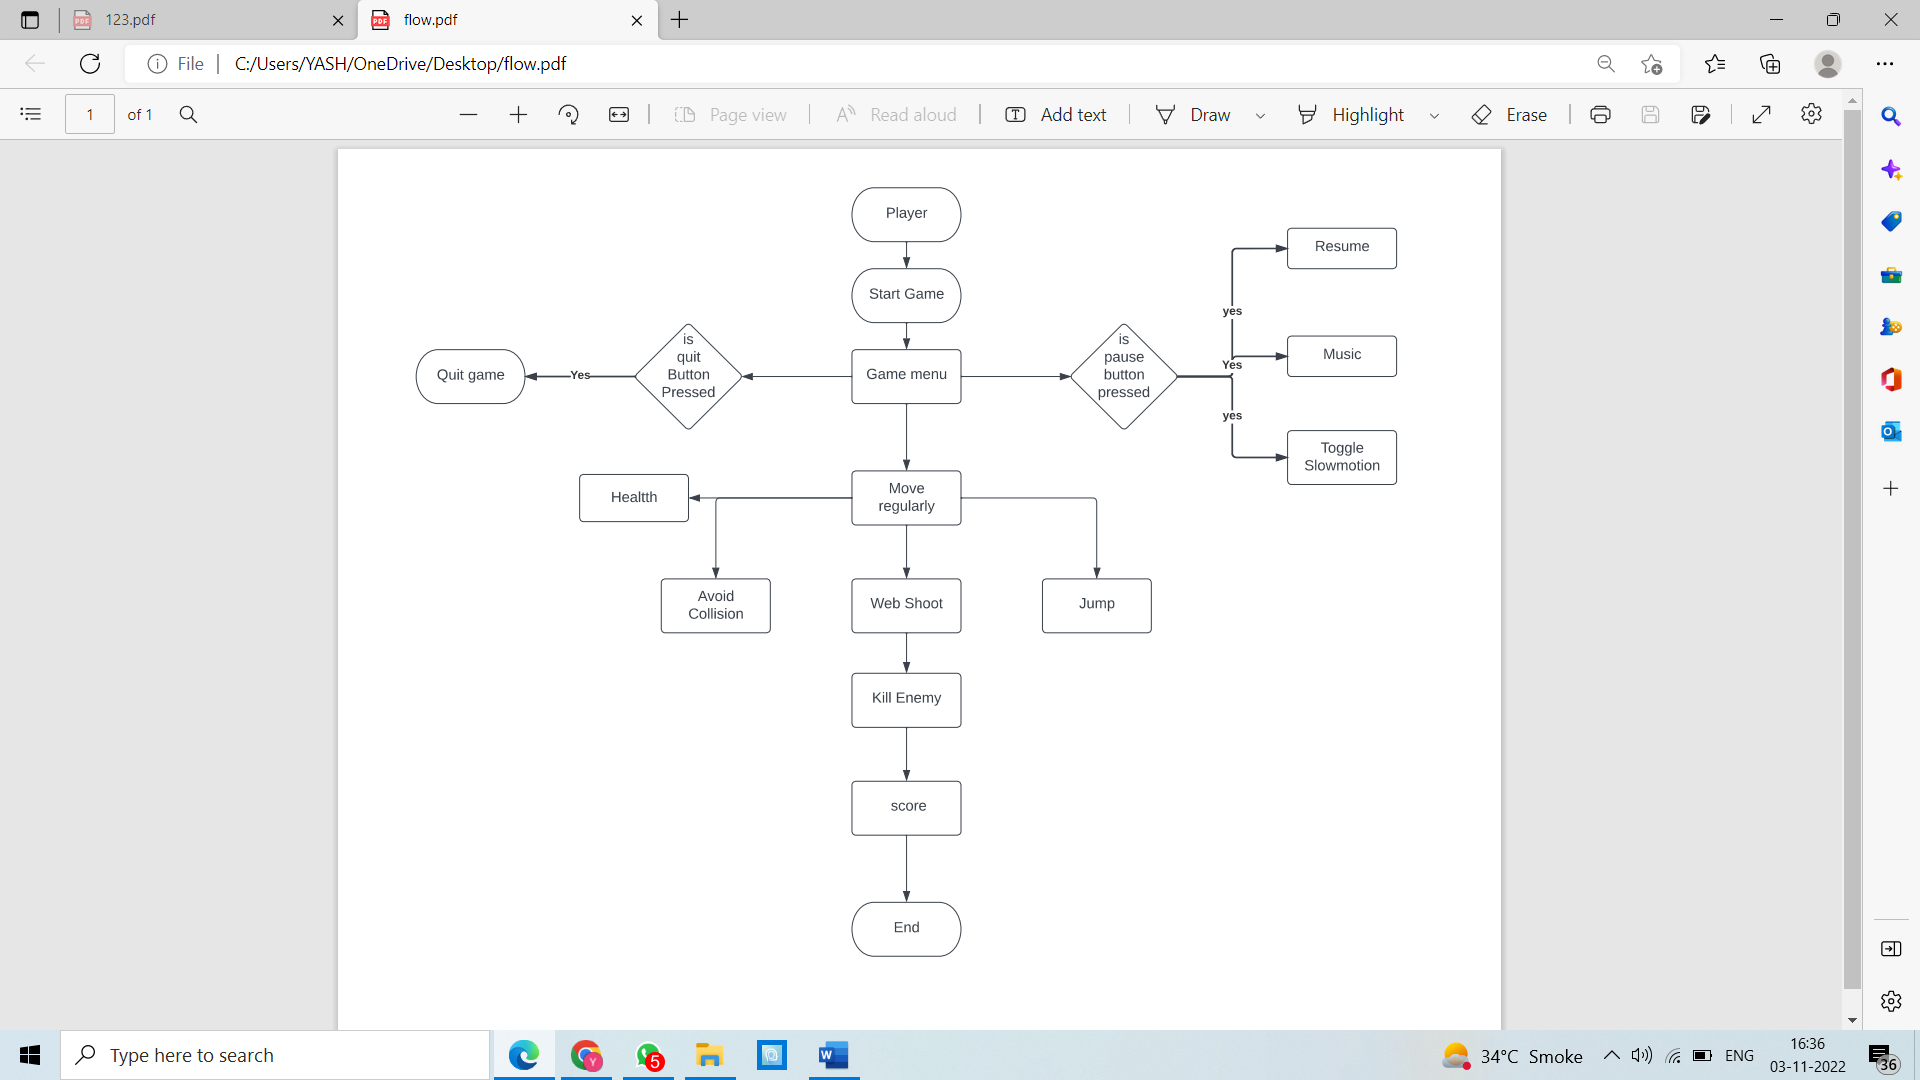 123.pdf
flow.pdf
File
C:/Users/YASH/OneDrive/Desktop/flow.pdf
1 of 1
Page view
Read aloud
Add text
Draw
Highlight
Erase
Player
Start Game
Game menu
is
quit
Button
Pressed
Yes
Quit game
is
pause
button
pressed
yes
Yes
yes
Resume
Music
Toggle
Slowmotion
Move
regularly
Healtth
Avoid
Collision
Web Shoot
Jump
Kill Enemy
score
End
Type here to search
Y
5
34°C Smoke
ENG
16:36
03-11-2022
36